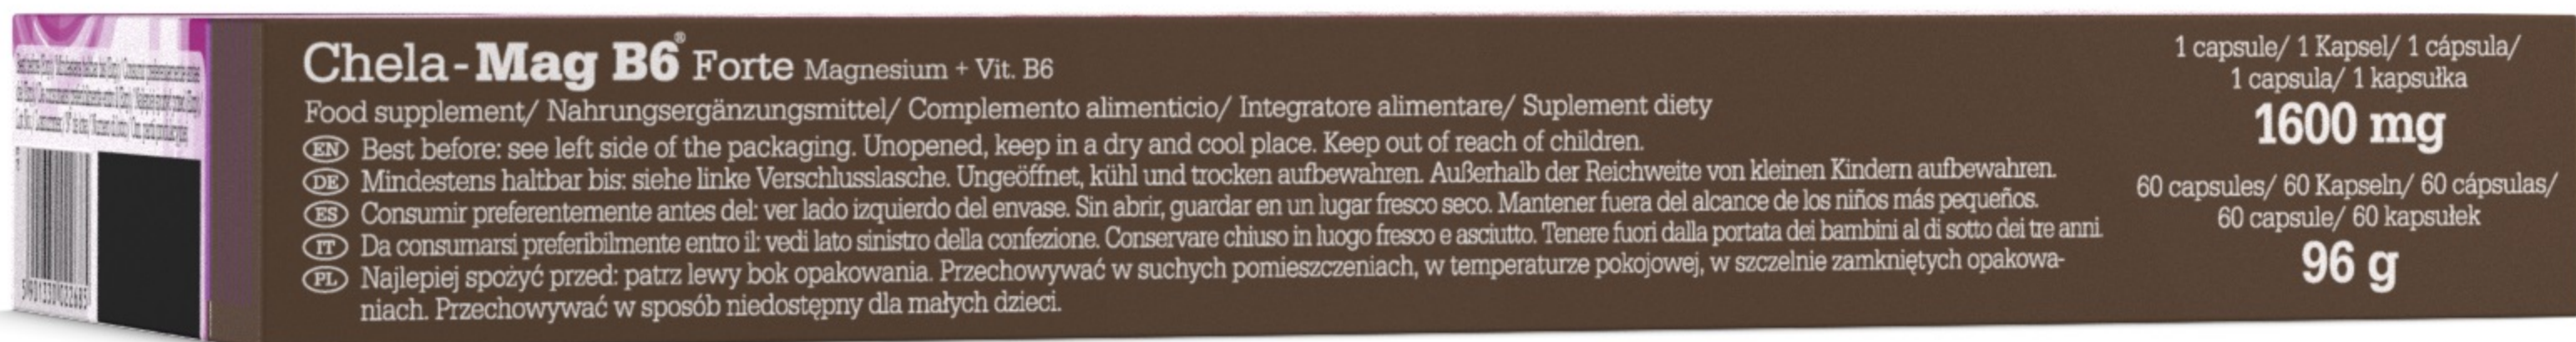 Chela-Mag B6® Forte Magnesium + Vit. B6
Food supplement/ Nahrungsergänzungsmittel/ Complemento alimenticio/ Integratore alimentare/ Suplement diety
EN Best before: see left side of the packaging. Unopened, keep in a dry and cool place. Keep out of reach of children.
DE Mindestens haltbar bis: siehe linke Verschlusslasche. Ungeöffnet, kühl und trocken aufbewahren. Außerhalb der Reichweite von kleinen Kindern aufbewahren.
ES Consumir preferentemente antes del: ver lado izquierdo del envase. Sin abrir, guardar en un lugar fresco seco. Mantener fuera del alcance de los niños más pequeños.
IT Da consumarsi preferibilmente entro il: vedi lato sinistro della confezione. Conservare chiuso in luogo fresco e asciutto. Tenere fuori dalla portata dei bambini al di sotto dei tre anni.
PL Najlepiej spożyć przed: patrz lewy bok opakowania. Przechowywać w suchych pomieszczeniach, w temperaturze pokojowej, w szczelnie zamkniętych opakowa-
niach. Przechowywać w sposób niedostępny dla małych dzieci.
1 capsule/ 1 Kapsel/ 1 cápsula/
1 capsula/ 1 kapsułka
1600 mg
60 capsules/ 60 Kapseln/ 60 cápsulas/
60 capsule/ 60 kapsułek
96 g